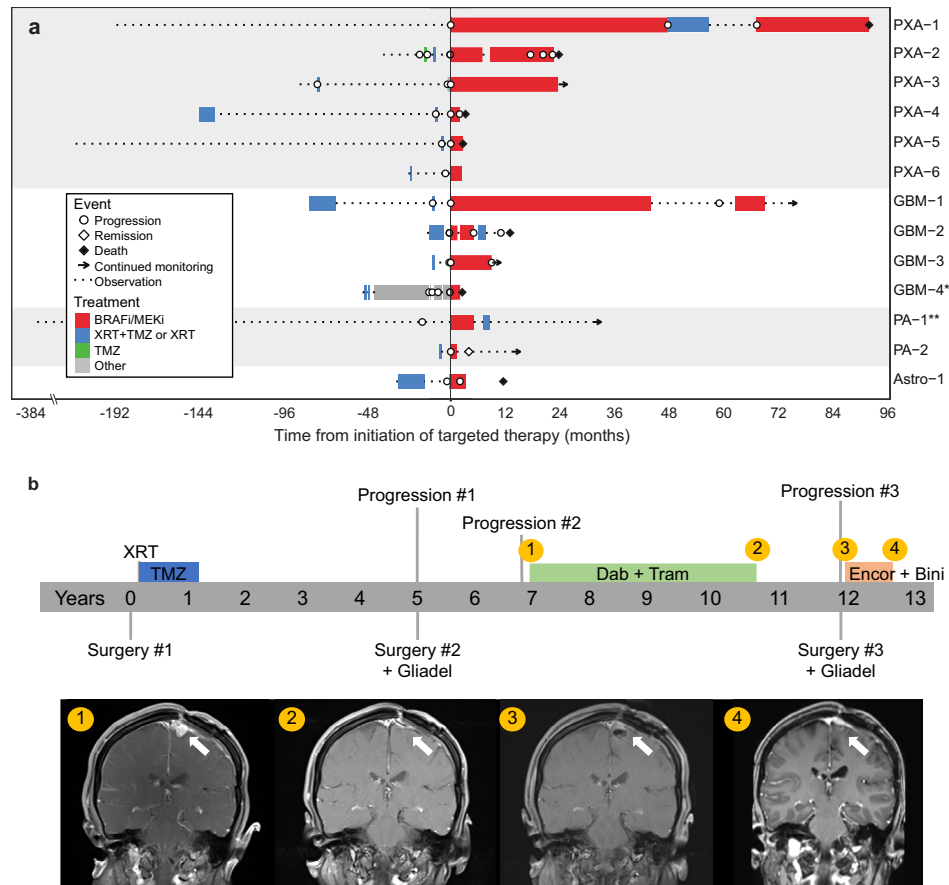 a
PXA-1
PXA-2
PXA-3
PXA-4
PXA-5
PXA-6
GBM-1
GBM-2
GBM-3
GBM-4*
PA-1**
PA-2
Astro-1
Event
Progression
Remission
Death
Continued monitoring
Observation
Treatment
BRAFi/MEKi
XRT+TMZ or XRT
TMZ
Other
-384 -192 -144 -96 -48 0 12 24 36 48 60 72 84 96
Time from initiation of targeted therapy (months)
b
Progression #1
Progression #2
Progression #3
XRT
TMZ
1
2
3
4
Dab + Tram
Encor + Bini
Years 0 1 2 3 4 5 6 7 8 9 10 11 12 13
Surgery #1
Surgery #2
+ Gliadel
Surgery #3
+ Gliadel
1
2
3
4